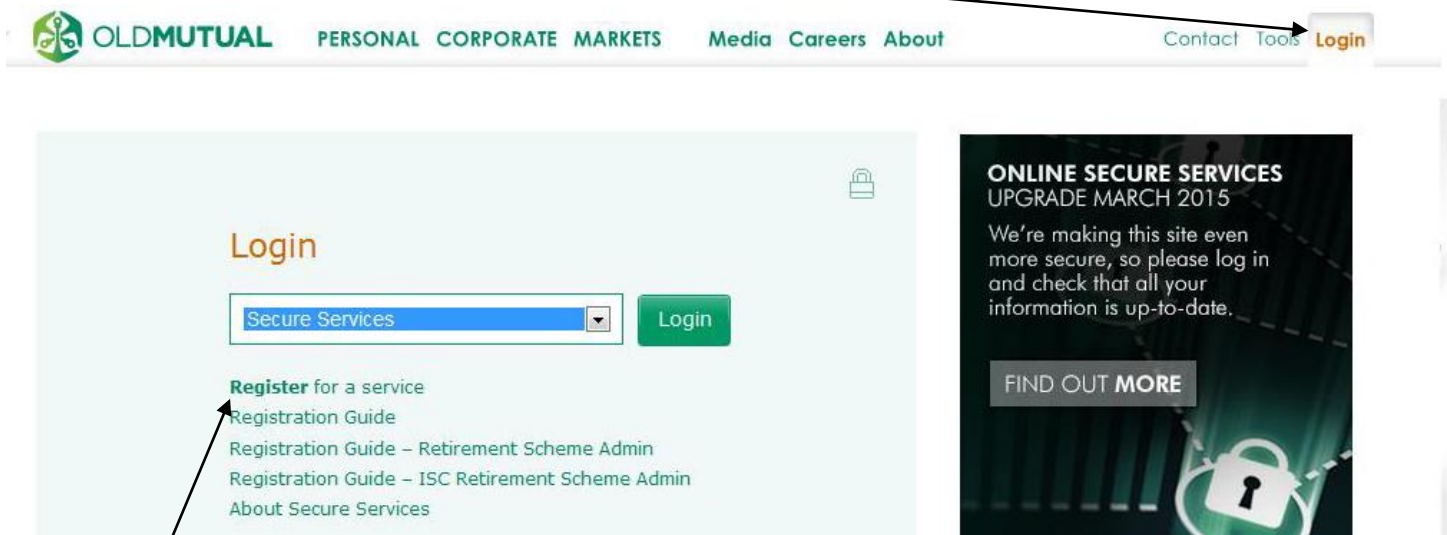 OLDMUTUAL PERSONAL CORPORATE MARKETS Media Careers About Contact Tools Login
Login
Secure Services Login
Register for a service
Registration Guide
Registration Guide – Retirement Scheme Admin
Registration Guide – ISC Retirement Scheme Admin
About Secure Services
ONLINE SECURE SERVICES
UPGRADE MARCH 2015
We're making this site even
more secure, so please log in
and check that all your
information is up-to-date.
FIND OUT MORE